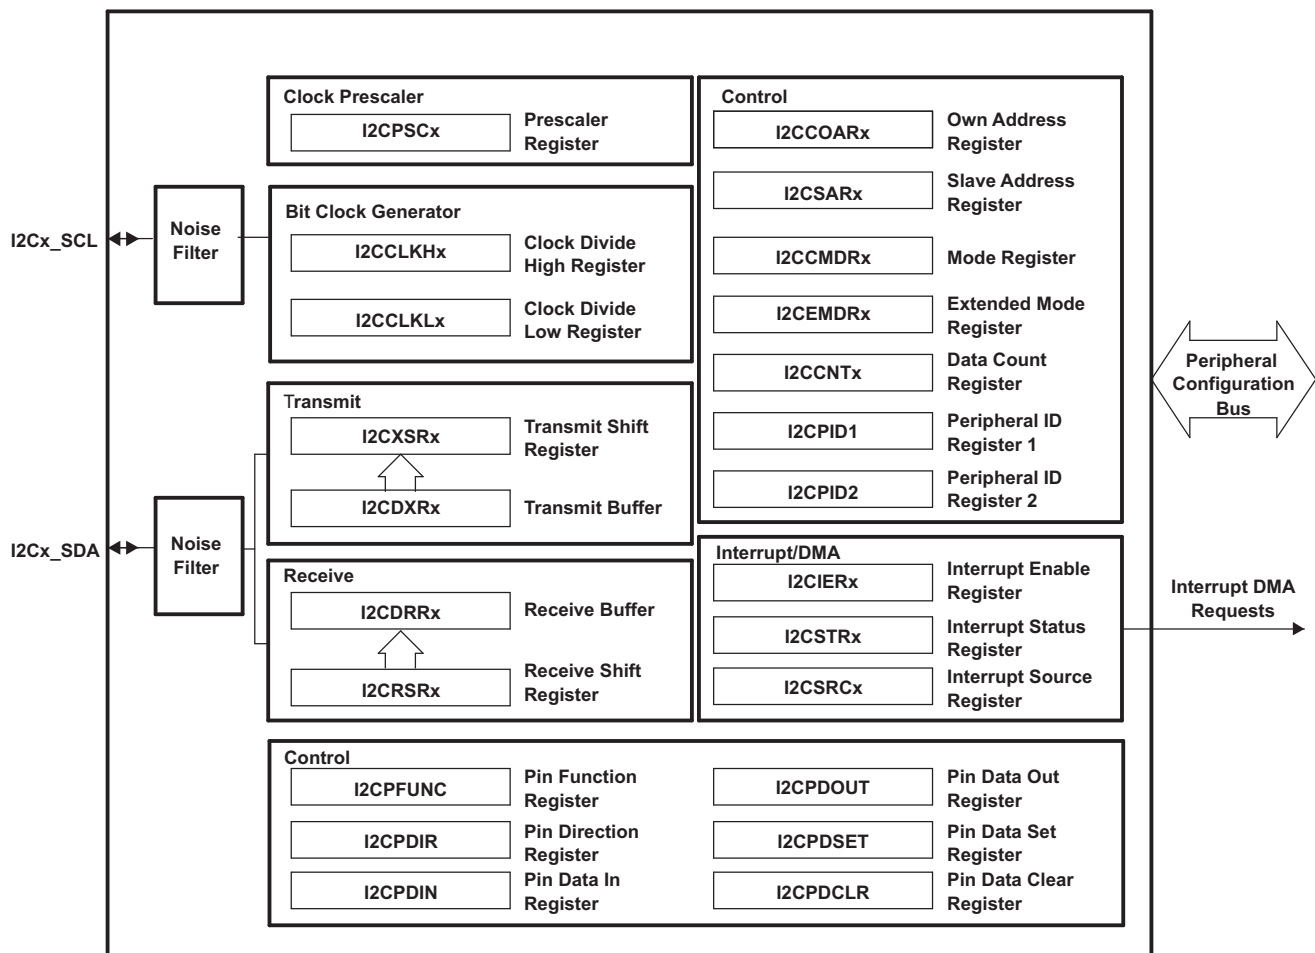 Clock Prescaler
I2CPSCx
Prescaler
Register
Control
I2CCOARx
Own Address
Register
I2CSARx
Slave Address
Register
I2CCMDRx
Mode Register
I2CEMDRx
Extended Mode
Register
I2CCNTx
Data Count
Register
I2CPID1
Peripheral ID
Register 1
I2CPID2
Peripheral ID
Register 2
I2Cx_SCL
Noise
Filter
Bit Clock Generator
I2CCLKHx
Clock Divide
High Register
I2CCLKLx
Clock Divide
Low Register
Peripheral
Configuration
Bus
Transmit
I2CXSRx
Transmit Shift
Register
I2CDXRx
Transmit Buffer
I2Cx_SDA
Noise
Filter
Receive
I2CDRRx
Receive Buffer
I2CRSRx
Receive Shift
Register
Interrupt/DMA
I2CIERx
Interrupt Enable
Register
I2CSTRx
Interrupt Status
Register
I2CSRCx
Interrupt Source
Register
Interrupt DMA
Requests
Control
I2CPFUNC
Pin Function
Register
I2CPDIR
Pin Direction
Register
I2CPDIN
Pin Data In
Register
I2CPDOUT
Pin Data Out
Register
I2CPDSET
Pin Data Set
Register
I2CPDCLR
Pin Data Clear
Register